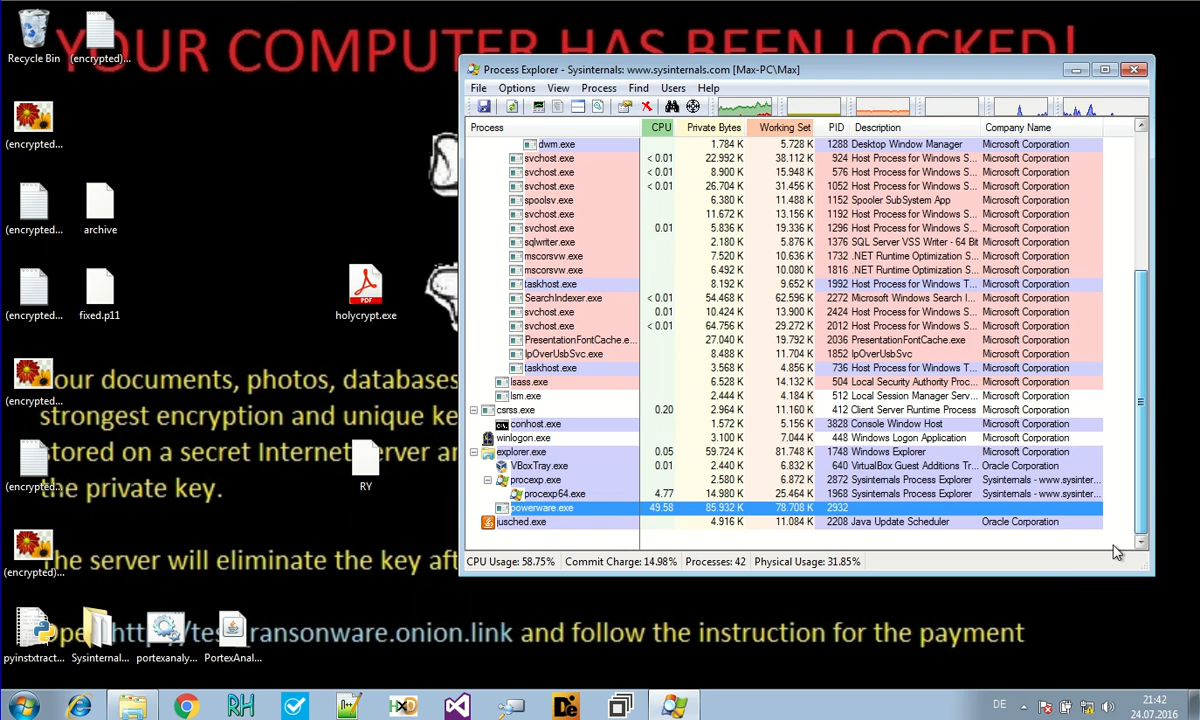 YOUR COMPUTER HAS BEEN LOCKED!
Recycle Bin
(encrypted)...
(encrypted...
(encrypted...
archive
(encrypted...
fixed.p11
holycrypt.exe
(encrypted...
(encrypted...
RY
(encrypted)...
pyinstxtract...
Sysinternal...
portexanaly...
PortexAnal...
our documents, photos, databases
strongest encryption and unique ke
stored on a secret Internet erver an
the private key.
he server will eliminate the key aft
and follow the instruction for the payment
Process Explorer - Sysinternals: www.sysinternals.com [Max-PC\Max]
File Options View Process Find Users Help
Process CPU Private Bytes Working Set PID Description Company Name
dwm.exe 1.784 K 5.728 K 1288 Desktop Window Manager Microsoft Corporation
svchost.exe < 0.01 22.992 K 38.112 K 924 Host Process for Windows S... Microsoft Corporation
svchost.exe < 0.01 8.900 K 15.948 K 576 Host Process for Windows S... Microsoft Corporation
svchost.exe < 0.01 26.704 K 31.456 K 1052 Host Process for Windows S... Microsoft Corporation
spoolsv.exe 6.380 K 11.488 K 1152 Spooler SubSystem App Microsoft Corporation
svchost.exe 11.672 K 13.156 K 1192 Host Process for Windows S... Microsoft Corporation
svchost.exe 0.01 5.836 K 19.336 K 1296 Host Process for Windows S... Microsoft Corporation
sqlwriter.exe 2.180 K 5.876 K 1376 SQL Server VSS Writer - 64 Bit Microsoft Corporation
mscorsvw.exe 7.520 K 10.636 K 1732 .NET Runtime Optimization S... Microsoft Corporation
mscorsvw.exe 6.492 K 10.080 K 1816 .NET Runtime Optimization S... Microsoft Corporation
taskhost.exe 8.192 K 9.652 K 1992 Host Process for Windows T... Microsoft Corporation
SearchIndexer.exe < 0.01 54.468 K 62.596 K 2272 Microsoft Windows Search I... Microsoft Corporation
svchost.exe 0.01 10.424 K 13.900 K 2424 Host Process for Windows S... Microsoft Corporation
svchost.exe < 0.01 64.756 K 29.272 K 2012 Host Process for Windows S... Microsoft Corporation
PresentationFontCache.e... 27.040 K 19.792 K 2036 PresentationFontCache.exe Microsoft Corporation
IpOverUsbSvc.exe 8.488 K 11.704 K 1852 IpOverUsbSvc Microsoft Corporation
taskhost.exe 3.568 K 4.856 K 736 Host Process for Windows T... Microsoft Corporation
lsass.exe 6.528 K 14.132 K 504 Local Security Authority Proc... Microsoft Corporation
lsm.exe 2.444 K 4.184 K 512 Local Session Manager Serv... Microsoft Corporation
csrss.exe 0.20 2.964 K 11.160 K 412 Client Server Runtime Process Microsoft Corporation
conhost.exe 1.572 K 5.156 K 3828 Console Window Host Microsoft Corporation
winlogon.exe 3.100 K 7.044 K 448 Windows Logon Application Microsoft Corporation
explorer.exe 0.05 59.724 K 81.748 K 1748 Windows Explorer Microsoft Corporation
VBoxTray.exe 0.01 2.440 K 6.832 K 640 VirtualBox Guest Additions Tr... Oracle Corporation
procexp.exe 2.580 K 6.872 K 2872 Sysinternals Process Explorer Sysinternals - www.sysinter...
procexp64.exe 4.77 14.980 K 25.464 K 1968 Sysinternals Process Explorer Sysinternals - www.sysinter...
powerware.exe 49.58 85.932 K 78.708 K 2932
jusched.exe 4.916 K 11.084 K 2208 Java Update Scheduler Oracle Corporation
CPU Usage: 58.75% Commit Charge: 14.98% Processes: 42 Physical Usage: 31.85%
DE
21:42
24.07.2016